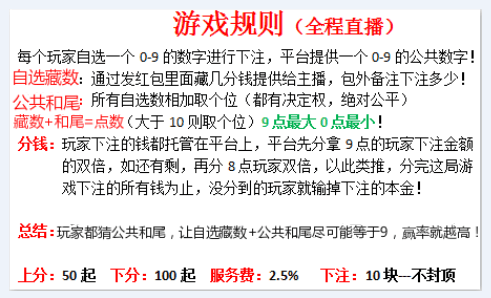 游戏规则（全程直播）
每个玩家自选一个 0-9 的数字进行下注，平台提供一个 0-9 的公共数字！
自选藏数：通过发红包里面藏几分钱提供给主播，包外备注下注多少！
公共和尾：所有自选数相加取个位（都有决定权，绝对公平）
藏数+和尾=点数（大于 10 则取个位）9 点最大 0 点最小！
分钱：玩家下注的钱都托管在平台上，平台先分拿 9 点的玩家下注金额
的双倍，如还有剩，再分 8 点玩家双倍，以此类推，分完这局游
戏下注的所有钱为止，没分到的玩家就输掉下注的本金！
总结：玩家都猜公共和尾，让自选藏数+公共和尾尽可能等于9，赢率就越高！
上分：50 起 下分：100 起 服务费：2.5% 下注：10 块---不封顶